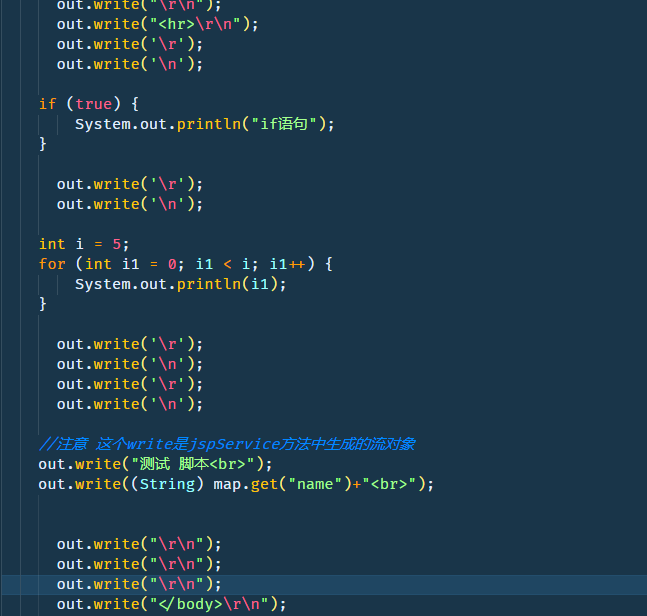 out.write("\r\n");
out.write("<hr>\r\n");
out.write('\r');
out.write('\n');
if (true) {
System.out.println("if语句");
}
out.write('\r');
out.write('\n');
int i = 5;
for (int i1 = 0; i1 < i; i1++) {
System.out.println(i1);
}
out.write('\r');
out.write('\n');
out.write('\r');
out.write('\n');
//注意 这个write是jspService方法中生成的流对象
out.write("测试 脚本<br>");
out.write((String) map.get("name")+"<br>");
out.write("\r\n");
out.write("\r\n");
out.write("\r\n");
out.write("</body>\r\n");